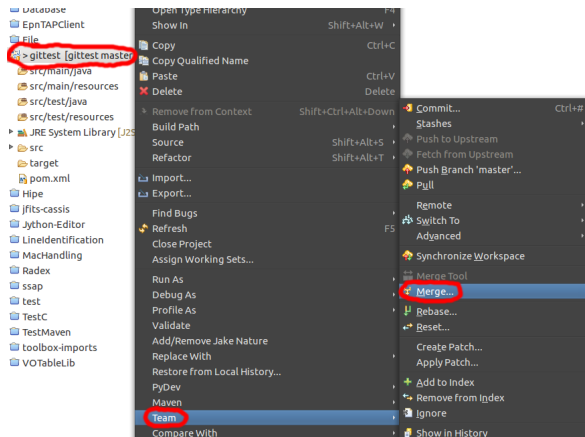 Database
EpnTAPClient
File
> gittest [gittest master
src/main/java
src/main/resources
src/test/java
src/test/resources
JRE System Library [J2S
src
target
pom.xml
Hipe
jfits-cassis
Jython-Editor
LineIdentification
MacHandling
Radex
ssap
test
TestC
TestMaven
toolbox-imports
VOTableLib
Open Type Hierarchy F4
Show In Shift+Alt+W
Copy Ctrl+C
Copy Qualified Name
Paste Ctrl+V
Delete Delete
Remove from Context Shift+Ctrl+Alt+Down
Build Path
Source Shift+Alt+S
Refactor Shift+Alt+T
Import...
Export...
Find Bugs
Refresh F5
Close Project
Assign Working Sets...
Run As
Debug As
Profile As
Validate
Add/Remove Jake Nature
Replace With
Restore from Local History...
PyDev
Maven
Team
Compare With
Commit... Ctrl+#
Stashes
Push to Upstream
Fetch from Upstream
Push Branch 'master'...
Pull
Remote
Switch To
Advanced
Synchronize Workspace
Merge Tool
Merge...
Rebase...
Reset...
Create Patch...
Apply Patch...
Add to Index
Remove from Index
Ignore
Show in History